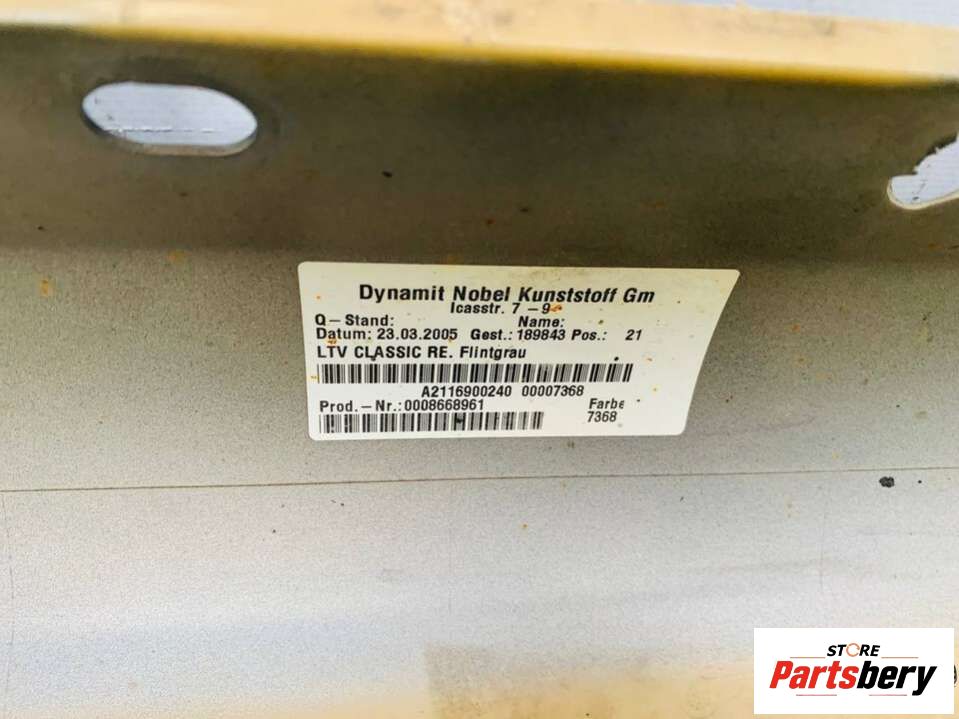 Dynamit Nobel Kunststoff Gm
Icasstr. 7-9
Q-Stand: Name:
Datum: 23.03.2005 Gest.: 189843 Pos.: 21
LTV CLASSIC RE. Flintgrau
A2116900240 00007368
Prod.-Nr.:0008668961 Farbe
7368
STORE
Partsbery